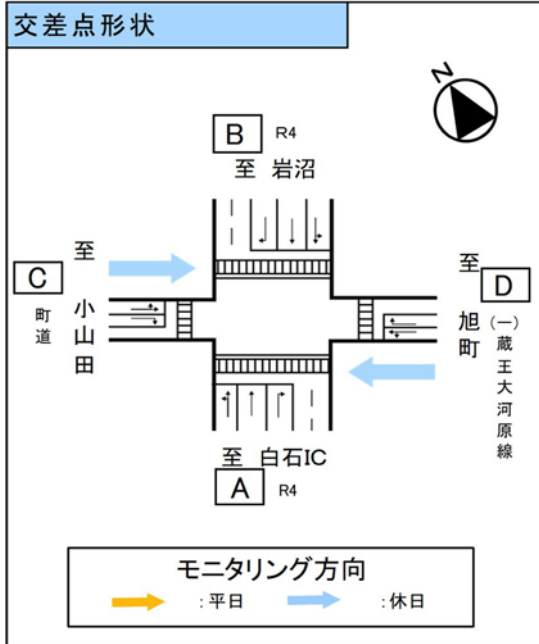 交差点形状
N
B R4
至 岩沼
C
至 小山田
町道
D
至 旭町
(一)蔵王大河原線
至 白石IC
A R4
モニタリング方向
:平日 :休日